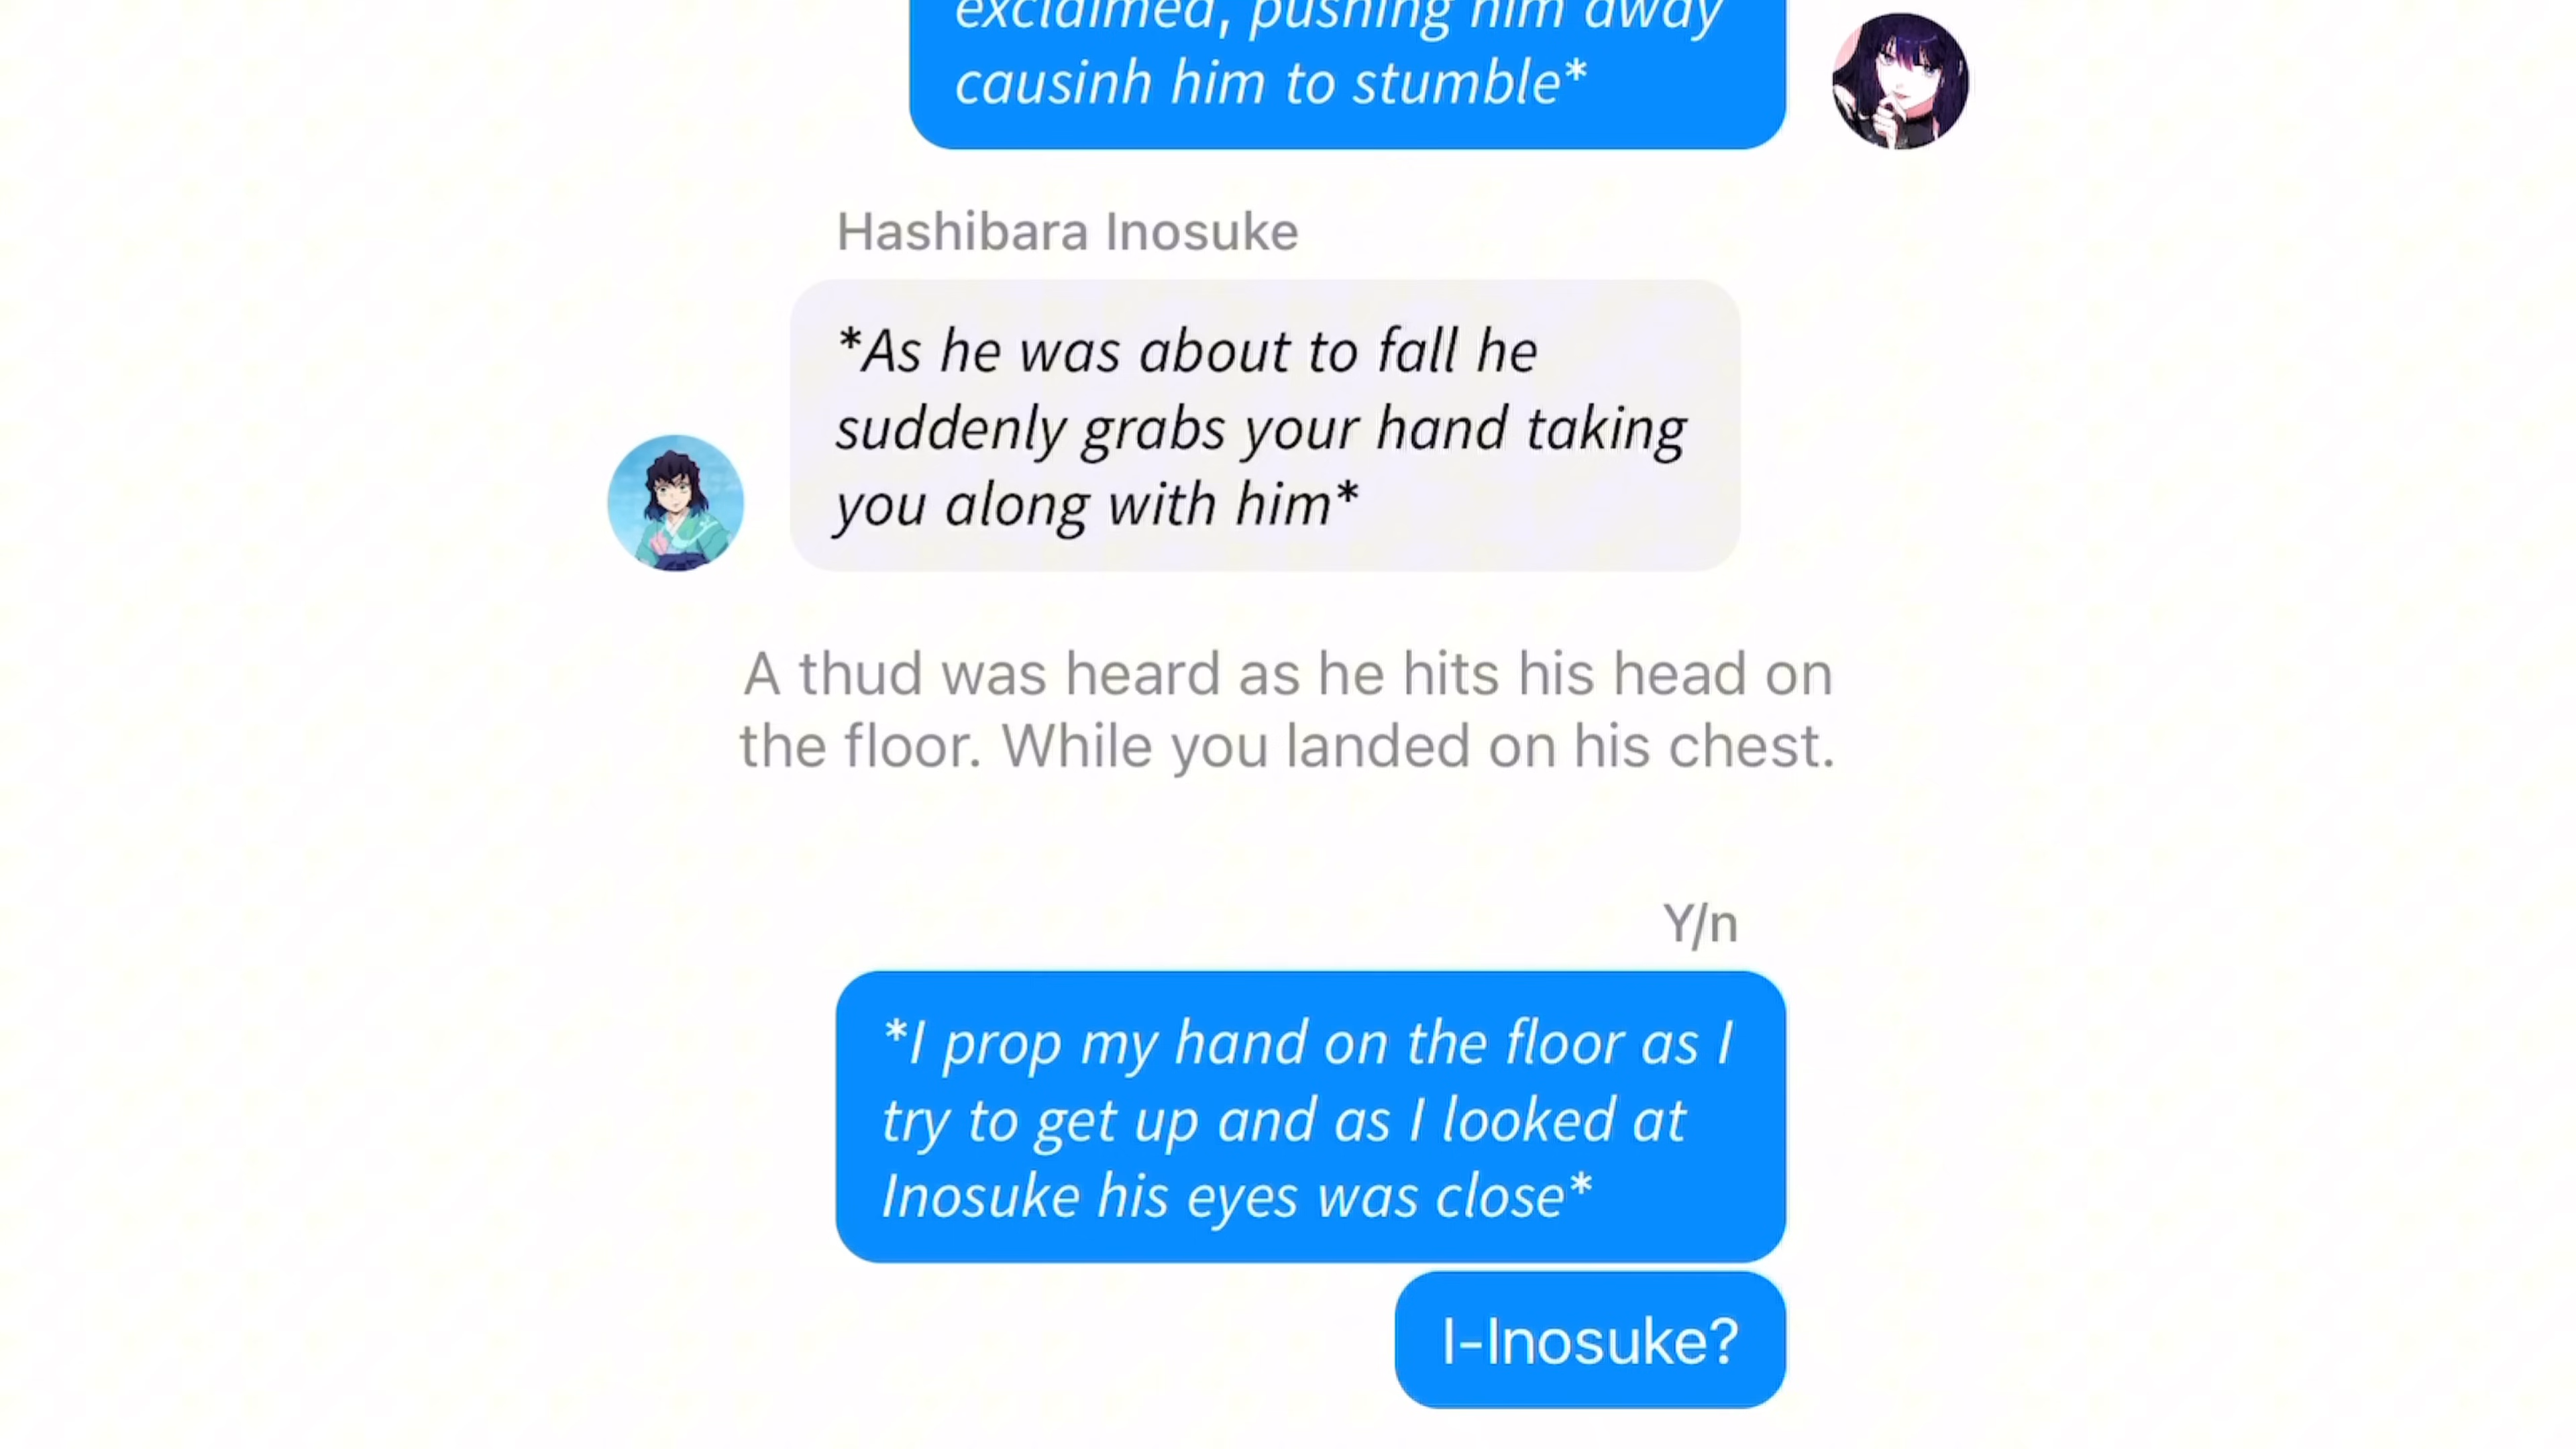 exclaimed, pushing him away
causinh him to stumble*
Hashibara Inosuke
*As he was about to fall he
suddenly grabs your hand taking
you along with him*
A thud was heard as he hits his head on
the floor. While you landed on his chest.
Y/n
*I prop my hand on the floor as I
try to get up and as I looked at
Inosuke his eyes was close*
I-Inosuke?